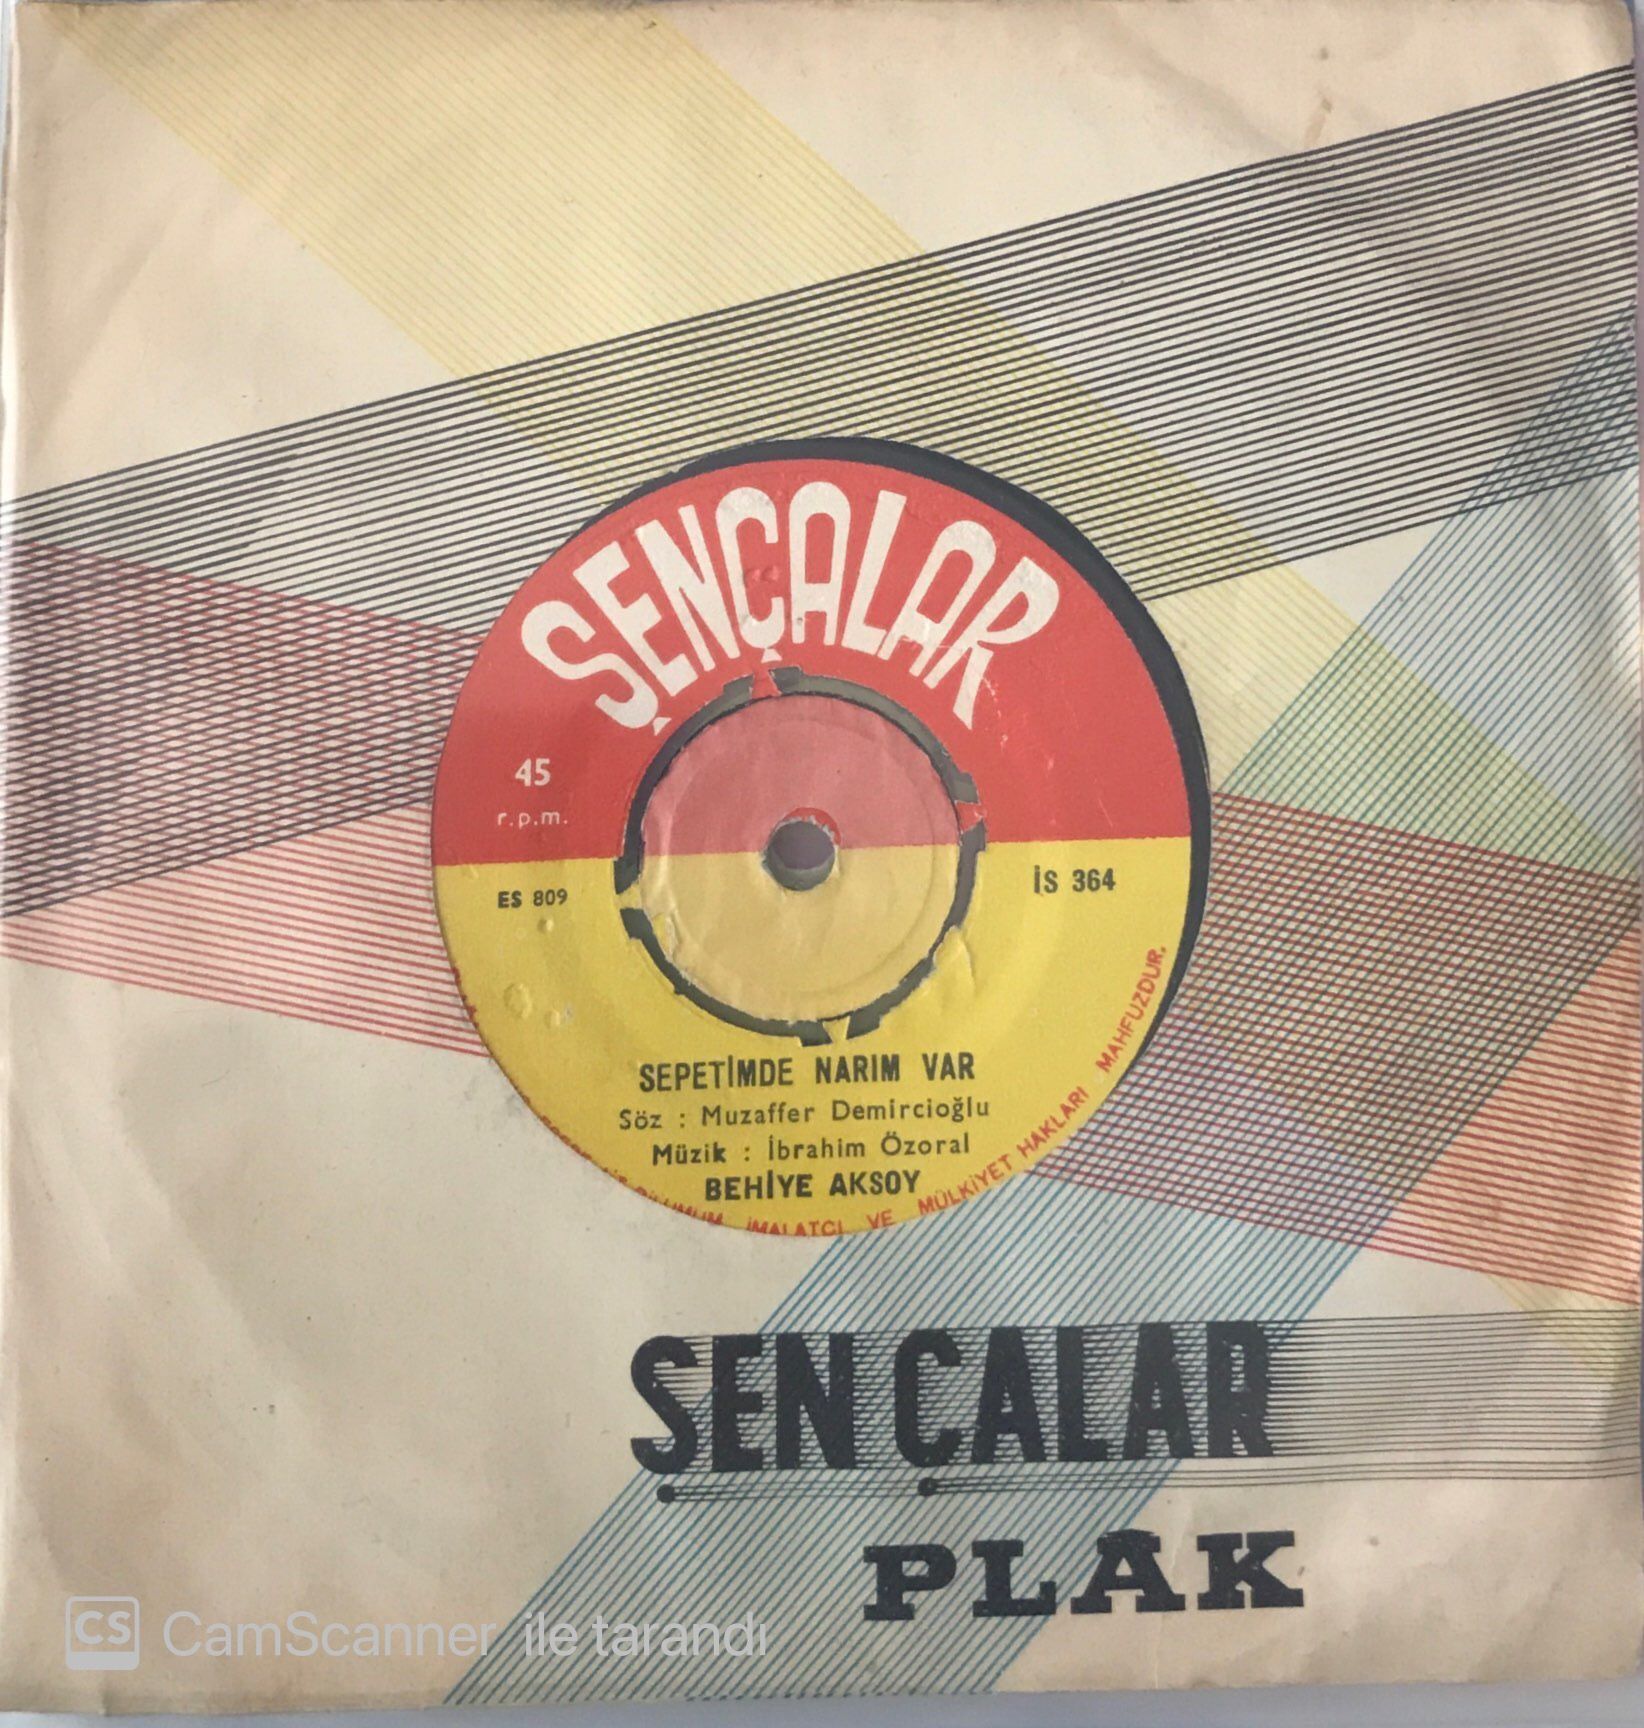 ŞENÇALAR
45
r.p.m.
ES 809
İS 364
SEPETİMDE NARIM VAR
Söz : Muzaffer Demircioğlu
Müzik : İbrahim Özoral
BEHİYE AKSOY
İMALATÇI VE MÜLKİYET HAKLARI MAHFUZDUR.
ŞEN ÇALAR
PLAK
CS CamScanner ile tarandı